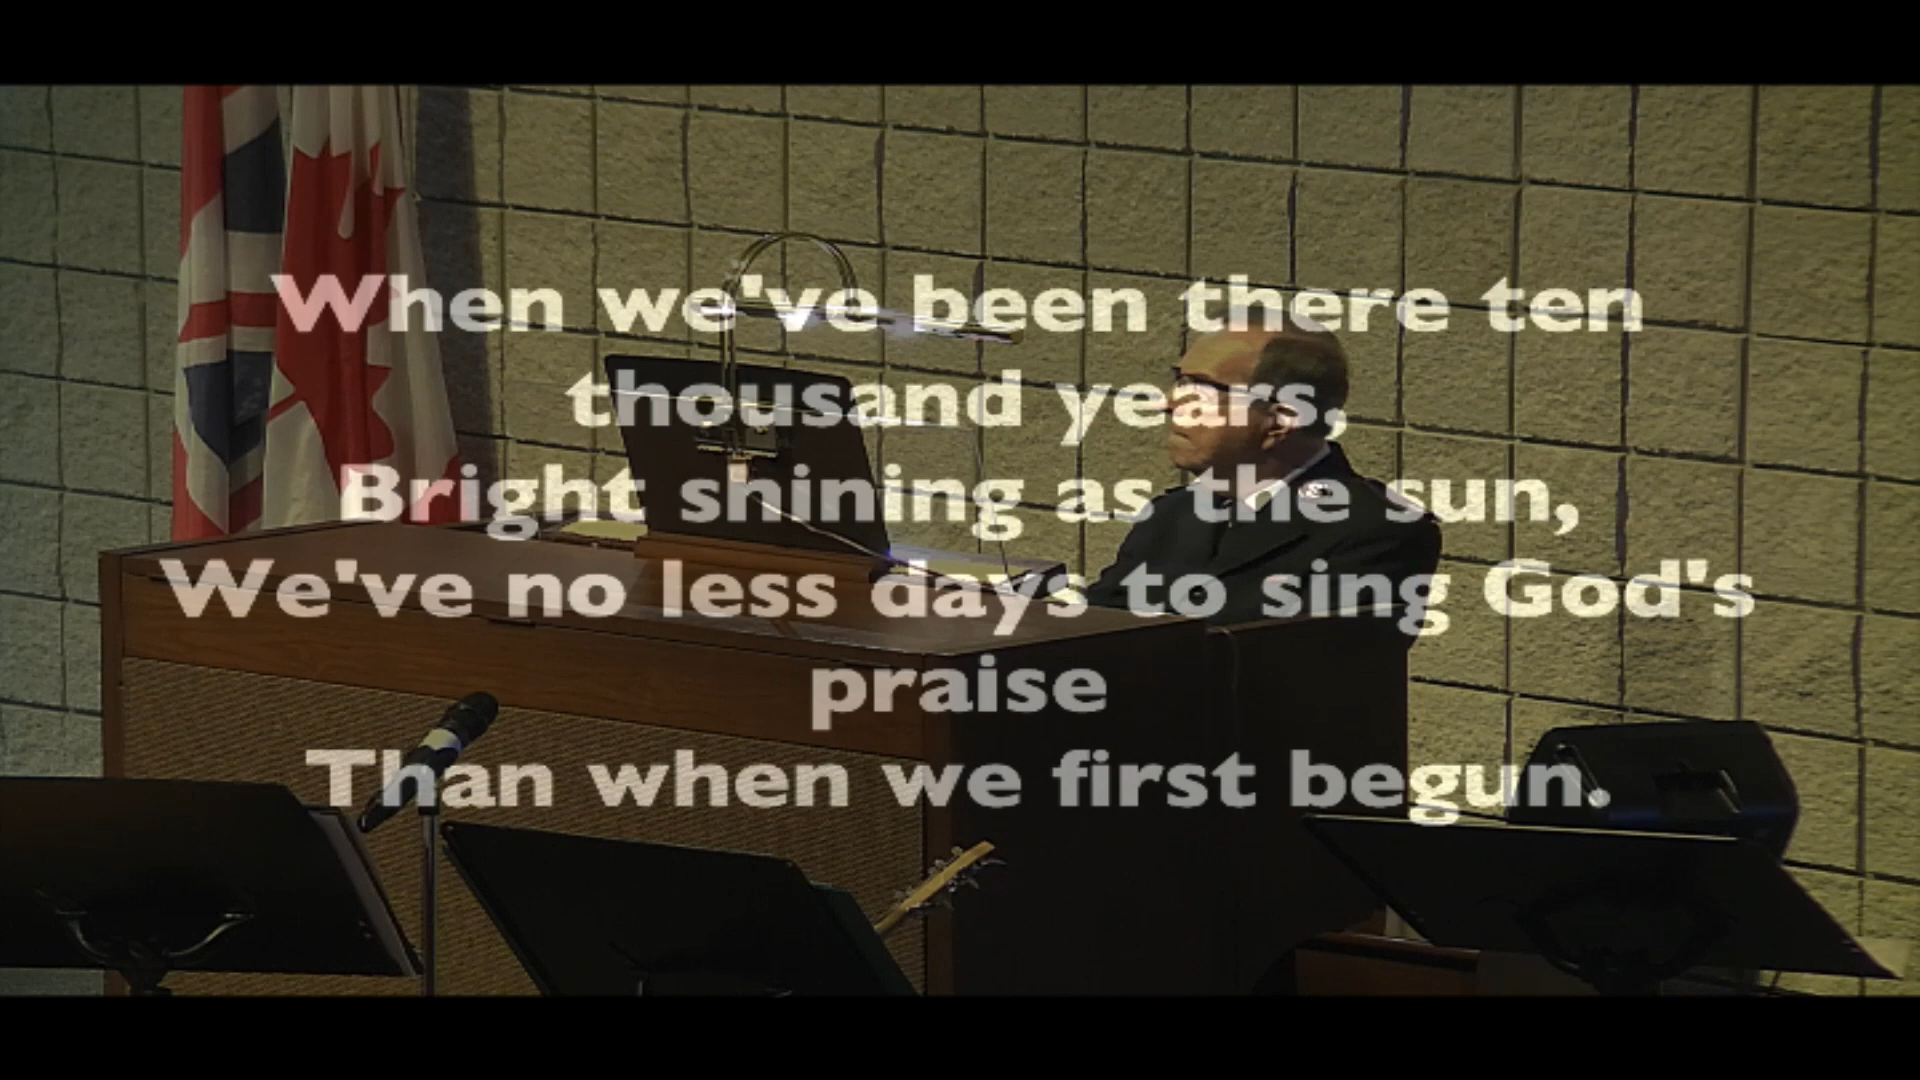 When we've been there ten
thousand years,
Bright shining as the sun,
We've no less days to sing God's
praise
Than when we first begun.